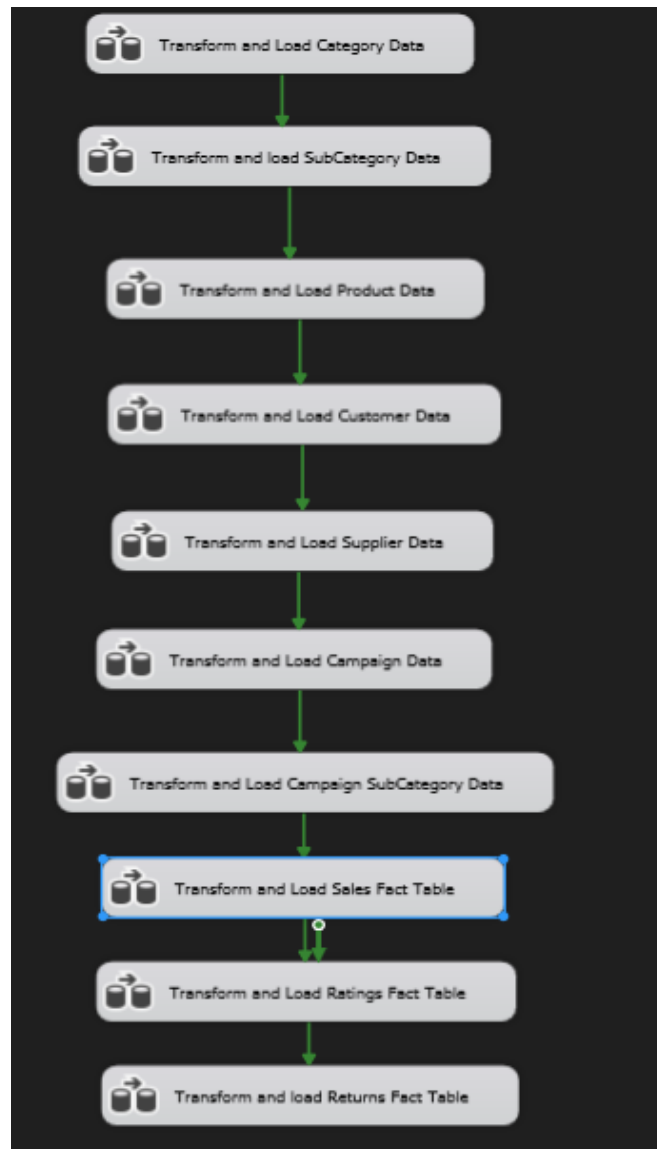 Transform and Load Category Data
Transform and load SubCategory Data
Transform and Load Product Data
Transform and Load Customer Data
Transform and Load Supplier Data
Transform and Load Campaign Data
Transform and Load Campaign SubCategory Data
Transform and Load Sales Fact Table
Transform and Load Ratings Fact Table
Transform and load Returns Fact Table